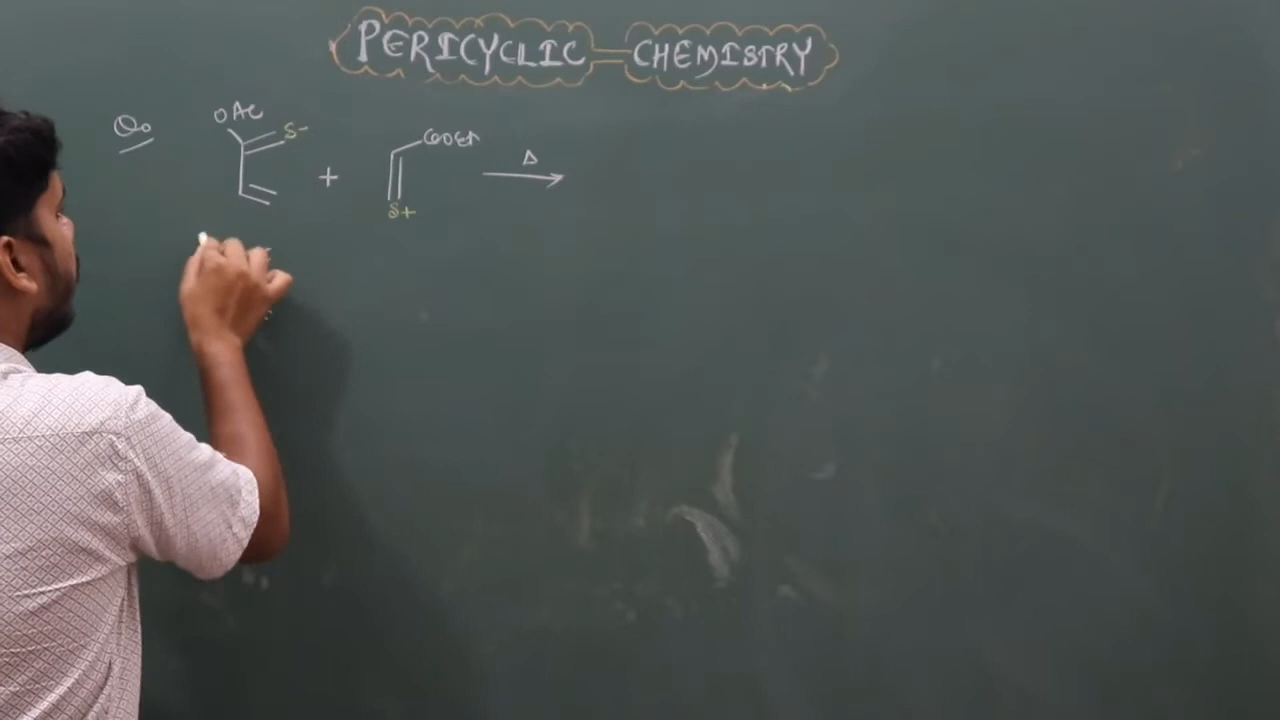 PERICYCLIC - CHEMISTRY
Qo
OAc
S-
+
COOEt
Δ
S+